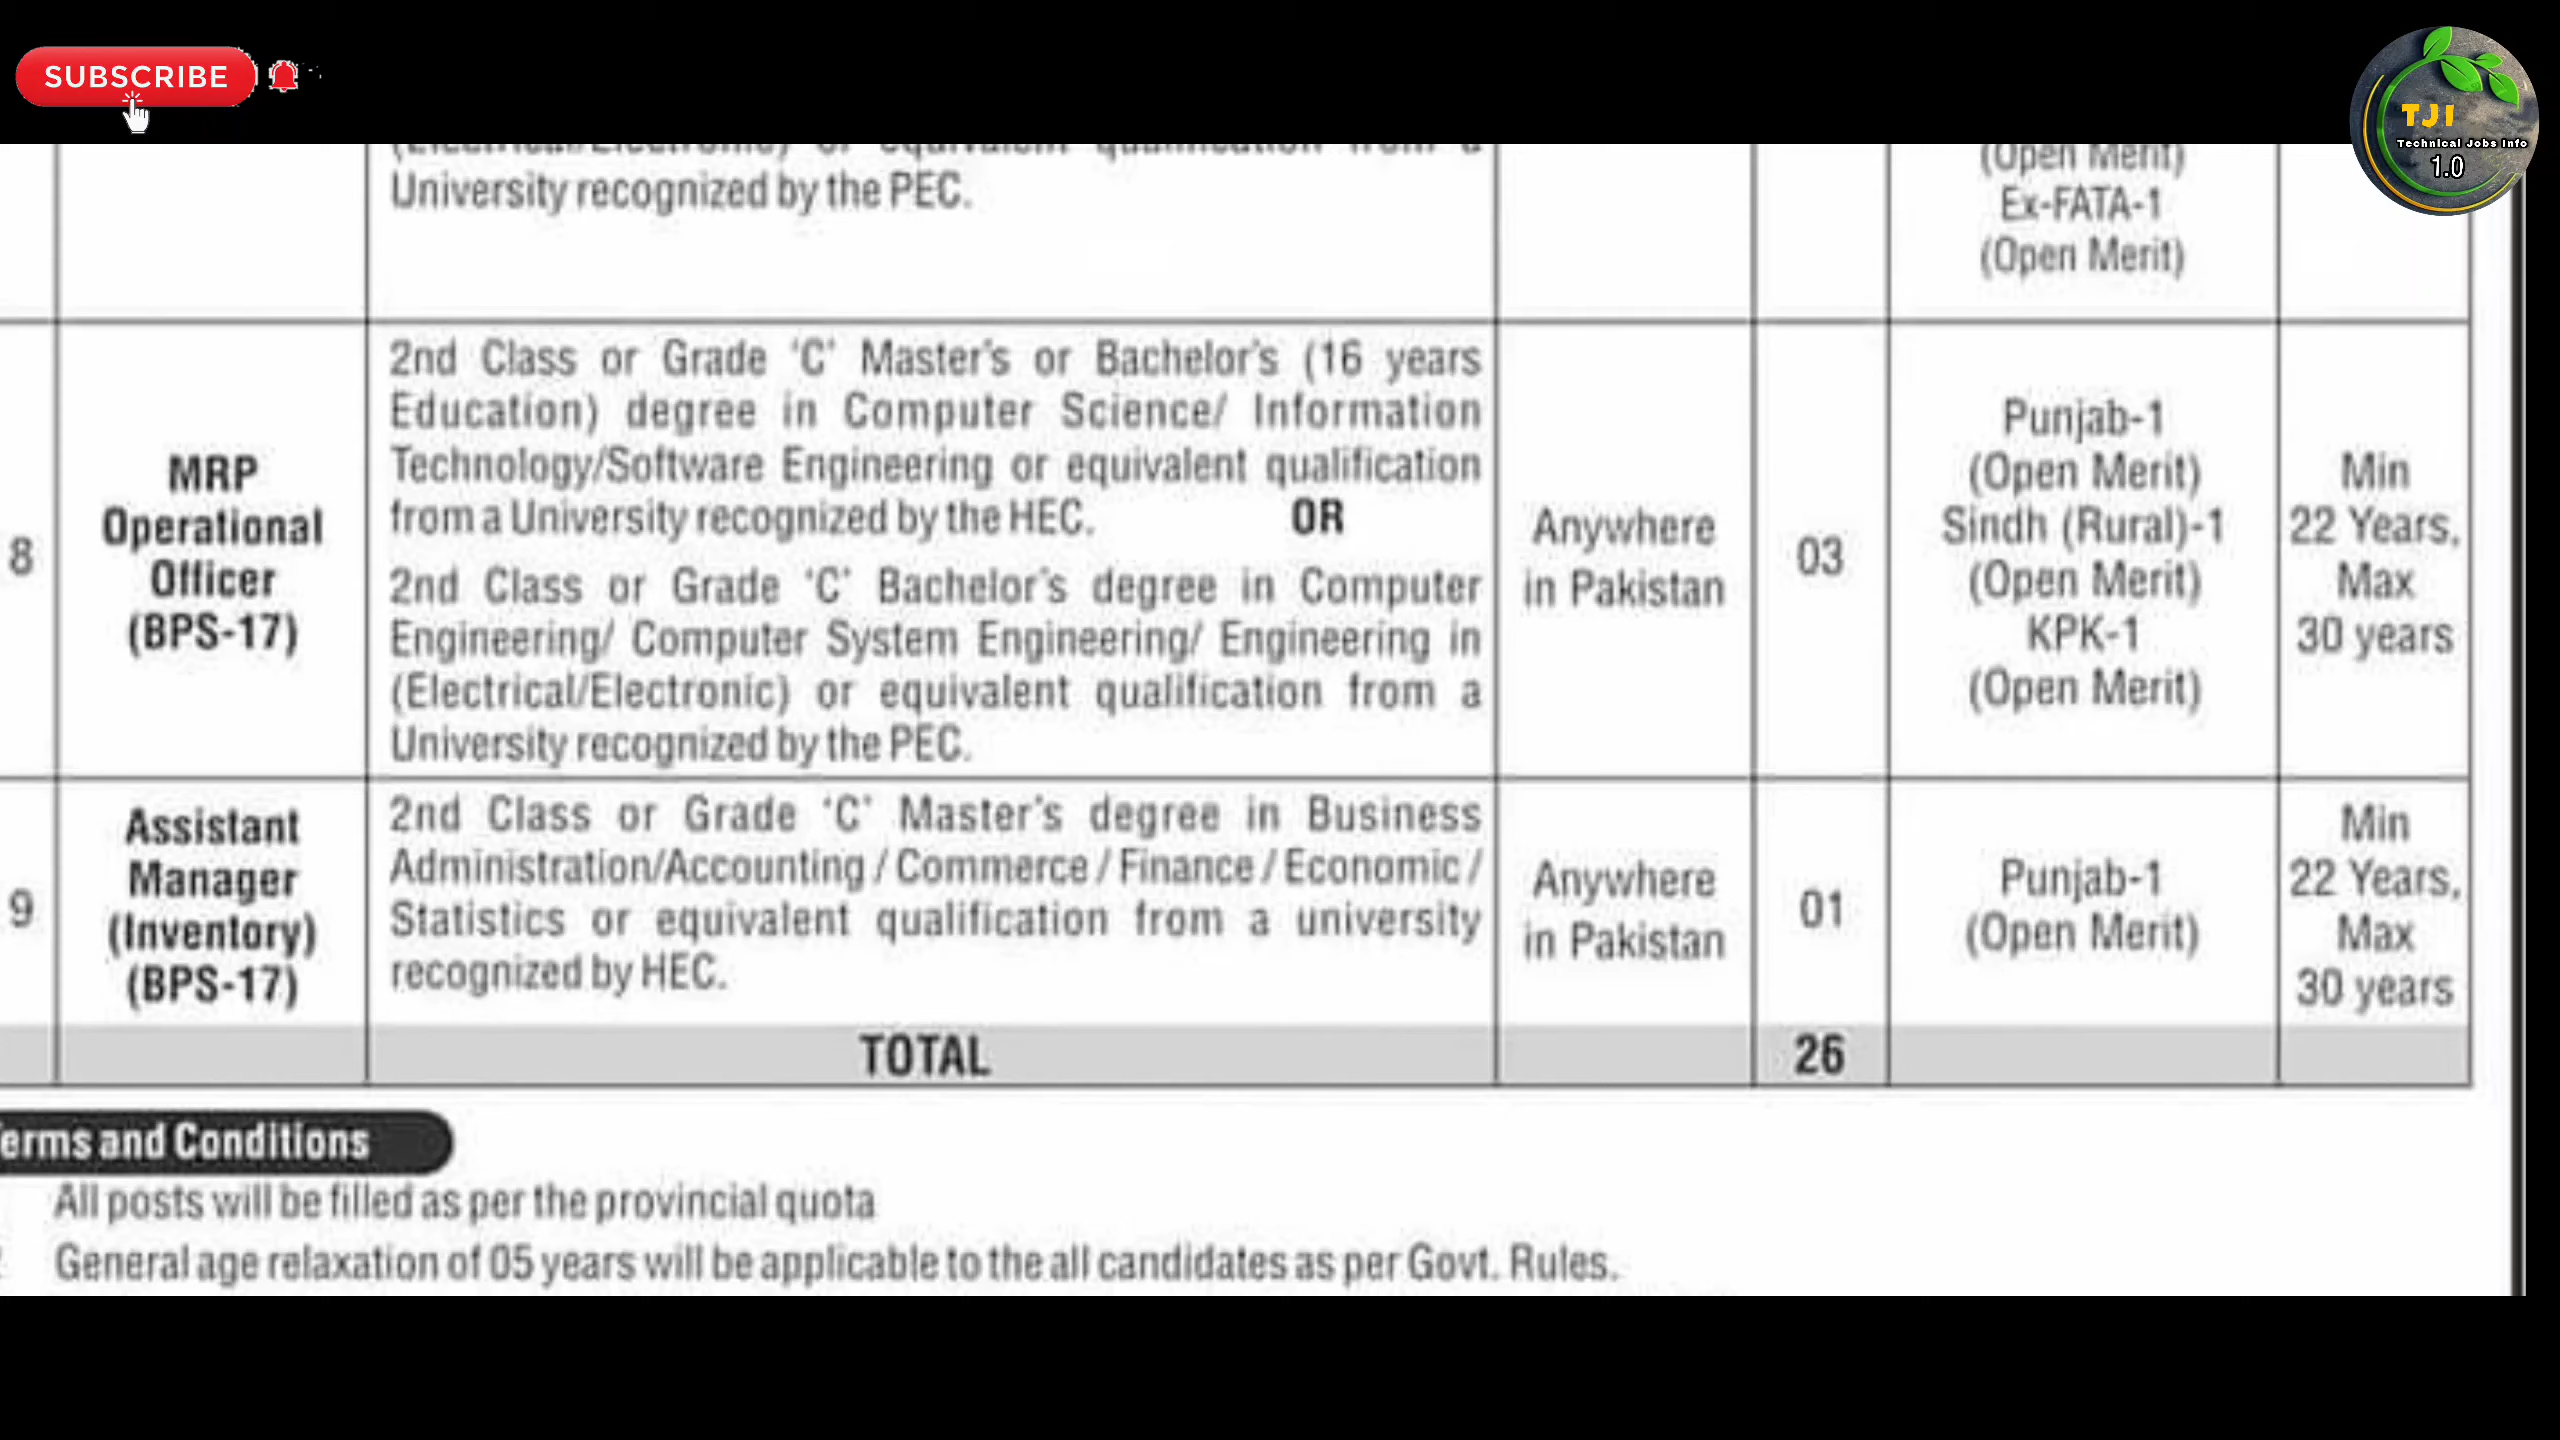 SUBSCRIBE
TJI
Technical Jobs Info
1.0
(Electrical/Electronic) or equivalent qualification from a
University recognized by the PEC.
(Open Merit)
Ex-FATA-1
(Open Merit)
8
MRP
Operational
Officer
(BPS-17)
2nd Class or Grade 'C' Master's or Bachelor's (16 years
Education) degree in Computer Science/ Information
Technology/Software Engineering or equivalent qualification
from a University recognized by the HEC. OR
2nd Class or Grade 'C' Bachelor's degree in Computer
Engineering/ Computer System Engineering/ Engineering in
(Electrical/Electronic) or equivalent qualification from a
University recognized by the PEC.
Anywhere
in Pakistan
03
Punjab-1
(Open Merit)
Sindh (Rural)-1
(Open Merit)
KPK-1
(Open Merit)
Min
22 Years,
Max
30 years
9
Assistant
Manager
(Inventory)
(BPS-17)
2nd Class or Grade 'C' Master's degree in Business
Administration/Accounting / Commerce / Finance / Economic /
Statistics or equivalent qualification from a university
recognized by HEC.
Anywhere
in Pakistan
01
Punjab-1
(Open Merit)
Min
22 Years,
Max
30 years
TOTAL
26
erms and Conditions
All posts will be filled as per the provincial quota
General age relaxation of 05 years will be applicable to the all candidates as per Govt. Rules.